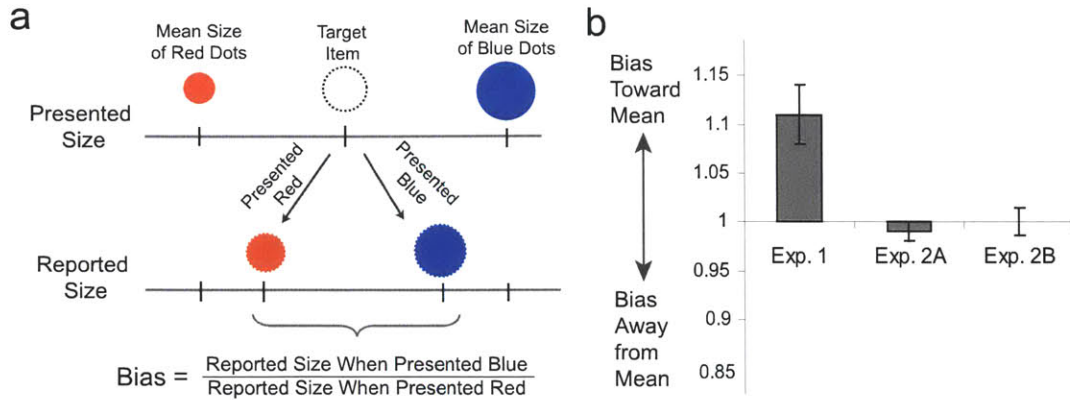 a
Mean Size
of Red Dots
Target
Item
Mean Size
of Blue Dots
Presented
Size
Presented
Red
Presented
Blue
Reported
Size
Bias = Reported Size When Presented Blue
Reported Size When Presented Red
b
Bias
Toward
Mean
Bias
Away
from
Mean
1.15
1.1
1.05
1
0.95
0.9
0.85
Exp. 1
Exp. 2A
Exp. 2B